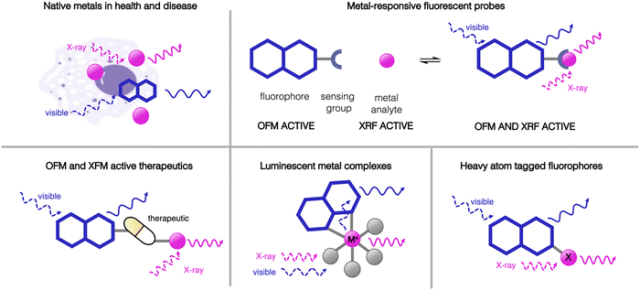 Native metals in health and disease
X-ray
visible
Metal-responsive fluorescent probes
visible
X-ray
fluorophore
sensing
group
metal
analyte
OFM ACTIVE
XRF ACTIVE
OFM AND XRF ACTIVE
OFM AND XFM active therapeutics
visible
therapeutic
X-ray
Luminescent metal complexes
M*
X-ray
visible
Heavy atom tagged fluorophores
visible
X-ray
X